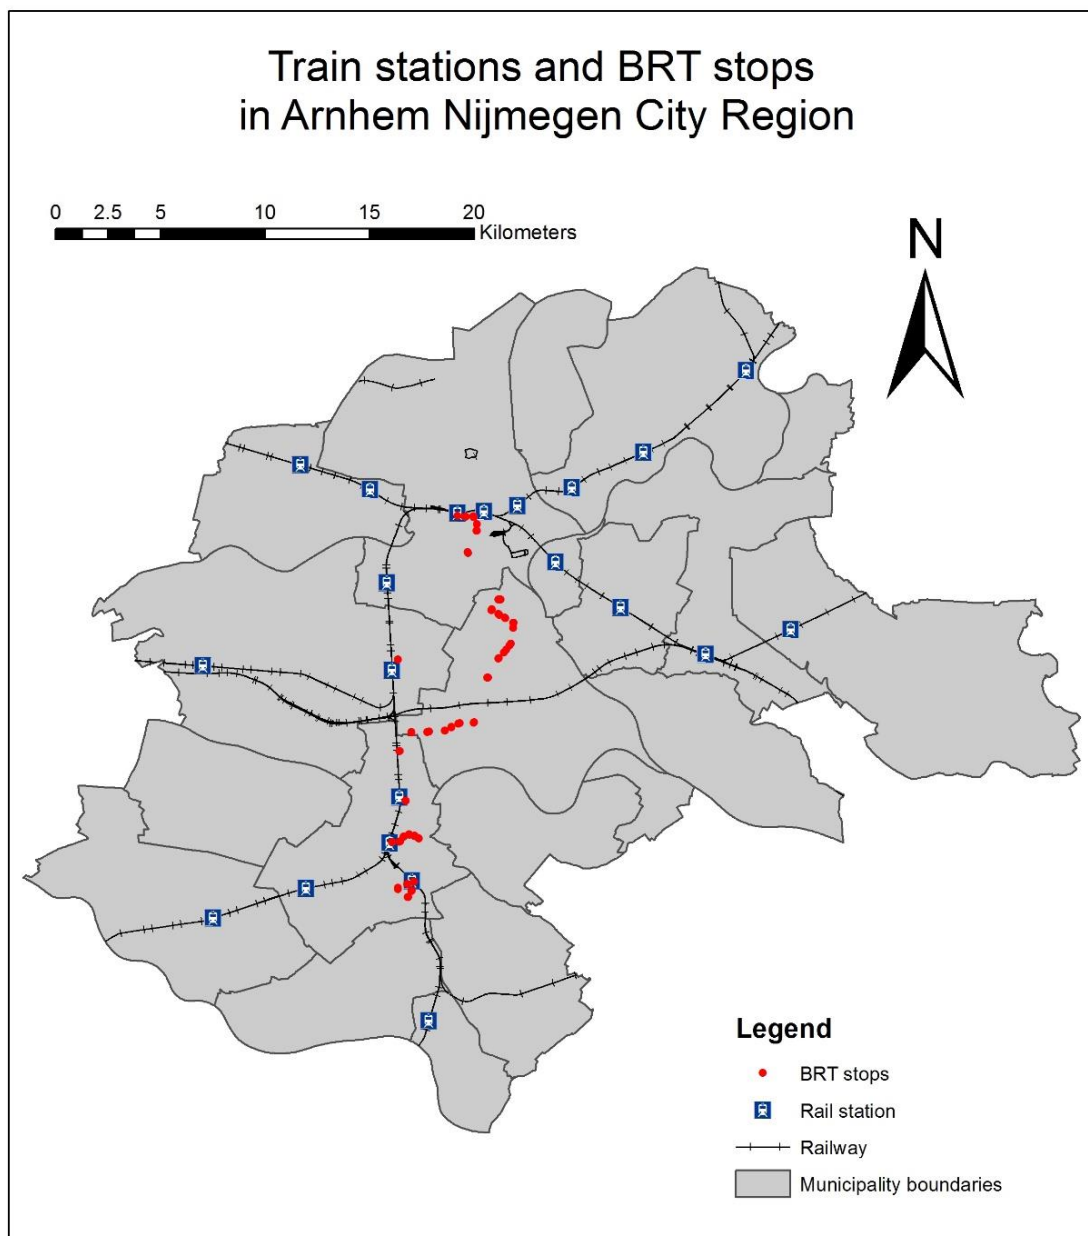 Train stations and BRT stops
in Arnhem Nijmegen City Region
0 2.5 5 10 15 20
Kilometers
N
Legend
BRT stops
Rail station
Railway
Municipality boundaries